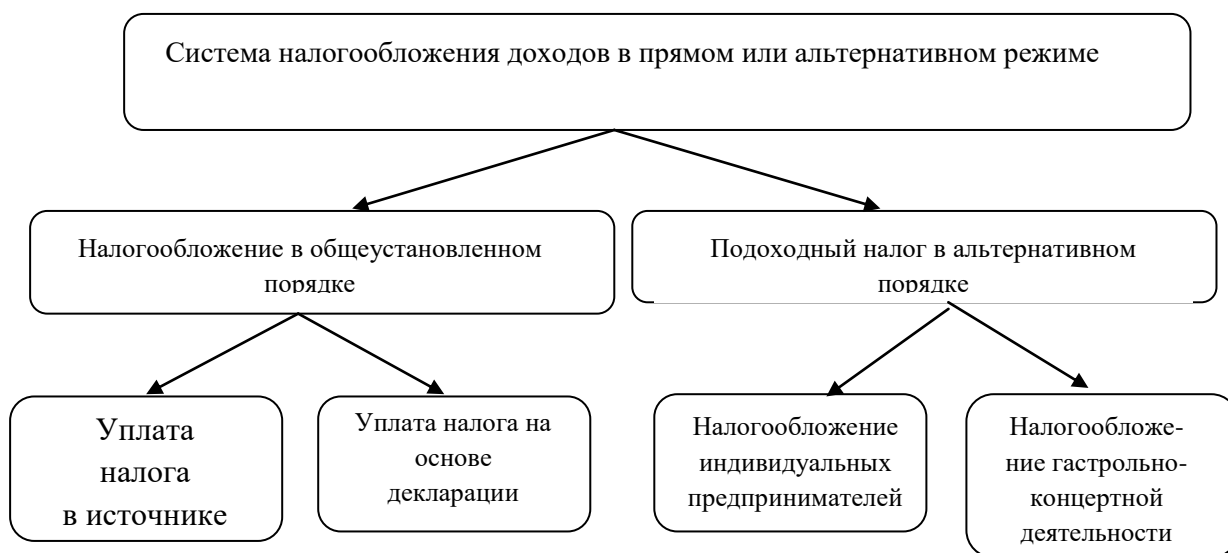 Система налогообложения доходов в прямом или альтернативном режиме
Налогообложение в общеустановленном
порядке
Подоходный налог в альтернативном
порядке
Уплата
налога
в источнике
Уплата налога на
основе
декларации
Налогообложение
индивидуальных
предпринимателей
Налогообложе-
ние гастрольно-
концертной
деятельности